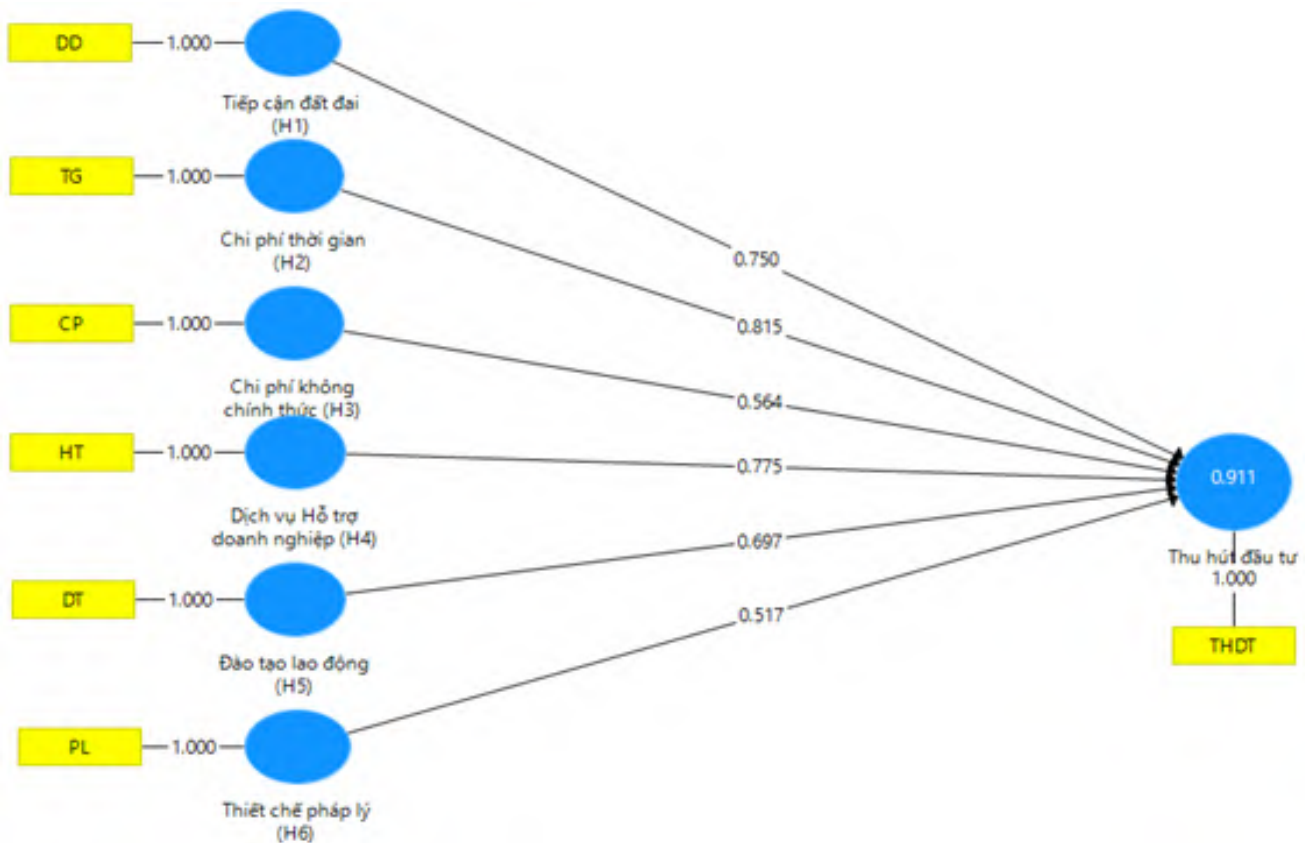 DD
1.000
Tiếp cận đất đai
(H1)
TG
1.000
Chi phí thời gian
(H2)
CP
1.000
Chi phí không
chính thức (H3)
HT
1.000
Dịch vụ Hỗ trợ
doanh nghiệp (H4)
DT
1.000
Đào tạo lao động
(H5)
PL
1.000
Thiết chế pháp lý
(H6)
0.750
0.815
0.564
0.775
0.697
0.517
0.911
Thu hút đầu tư
1.000
THDT